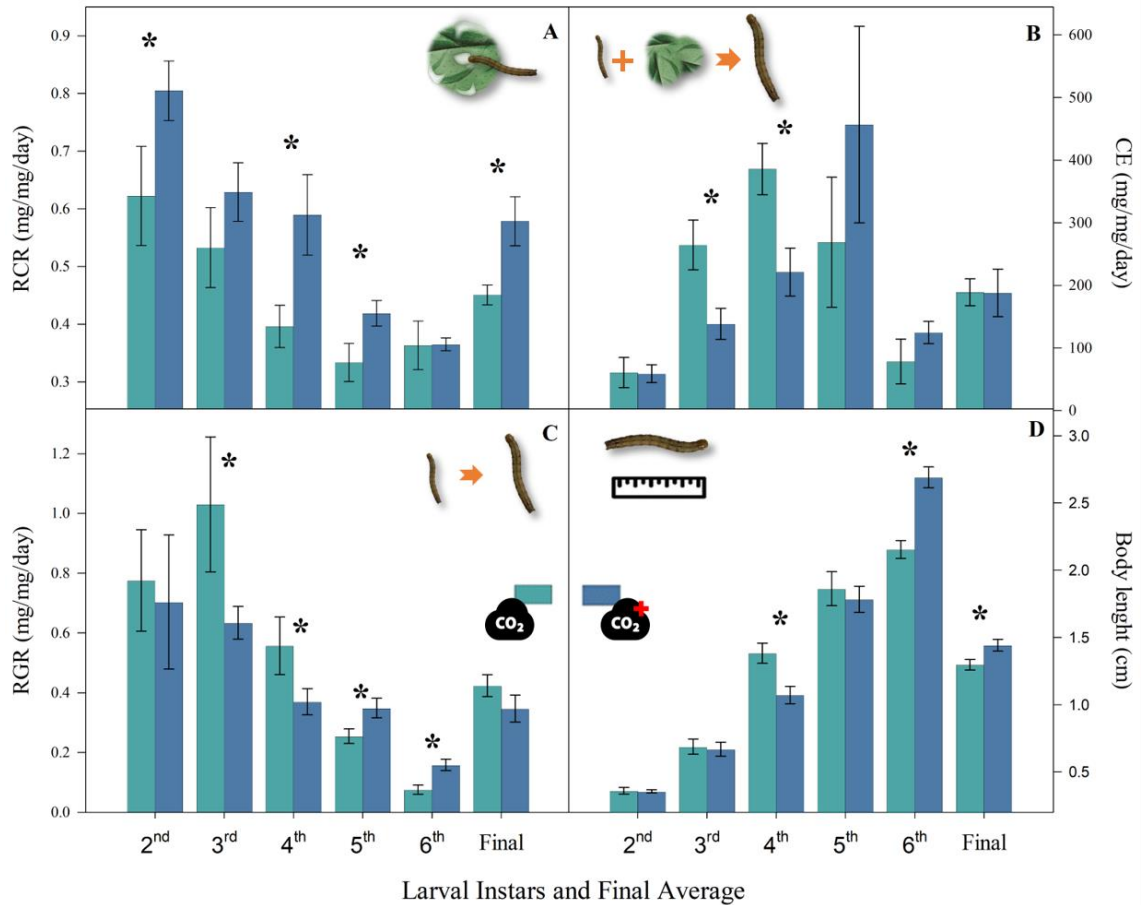 A
RCR (mg/mg/day)
0.9
0.8
0.7
0.6
0.5
0.4
0.3
B
CE (mg/mg/day)
600
500
400
300
200
100
0
C
RGR (mg/mg/day)
1.2
1.0
0.8
0.6
0.4
0.2
0.0
CO2
D
Body lenght (cm)
3.0
2.5
2.0
1.5
1.0
0.5
CO2
2nd 3rd 4th 5th 6th Final
2nd 3rd 4th 5th 6th Final
Larval Instars and Final Average